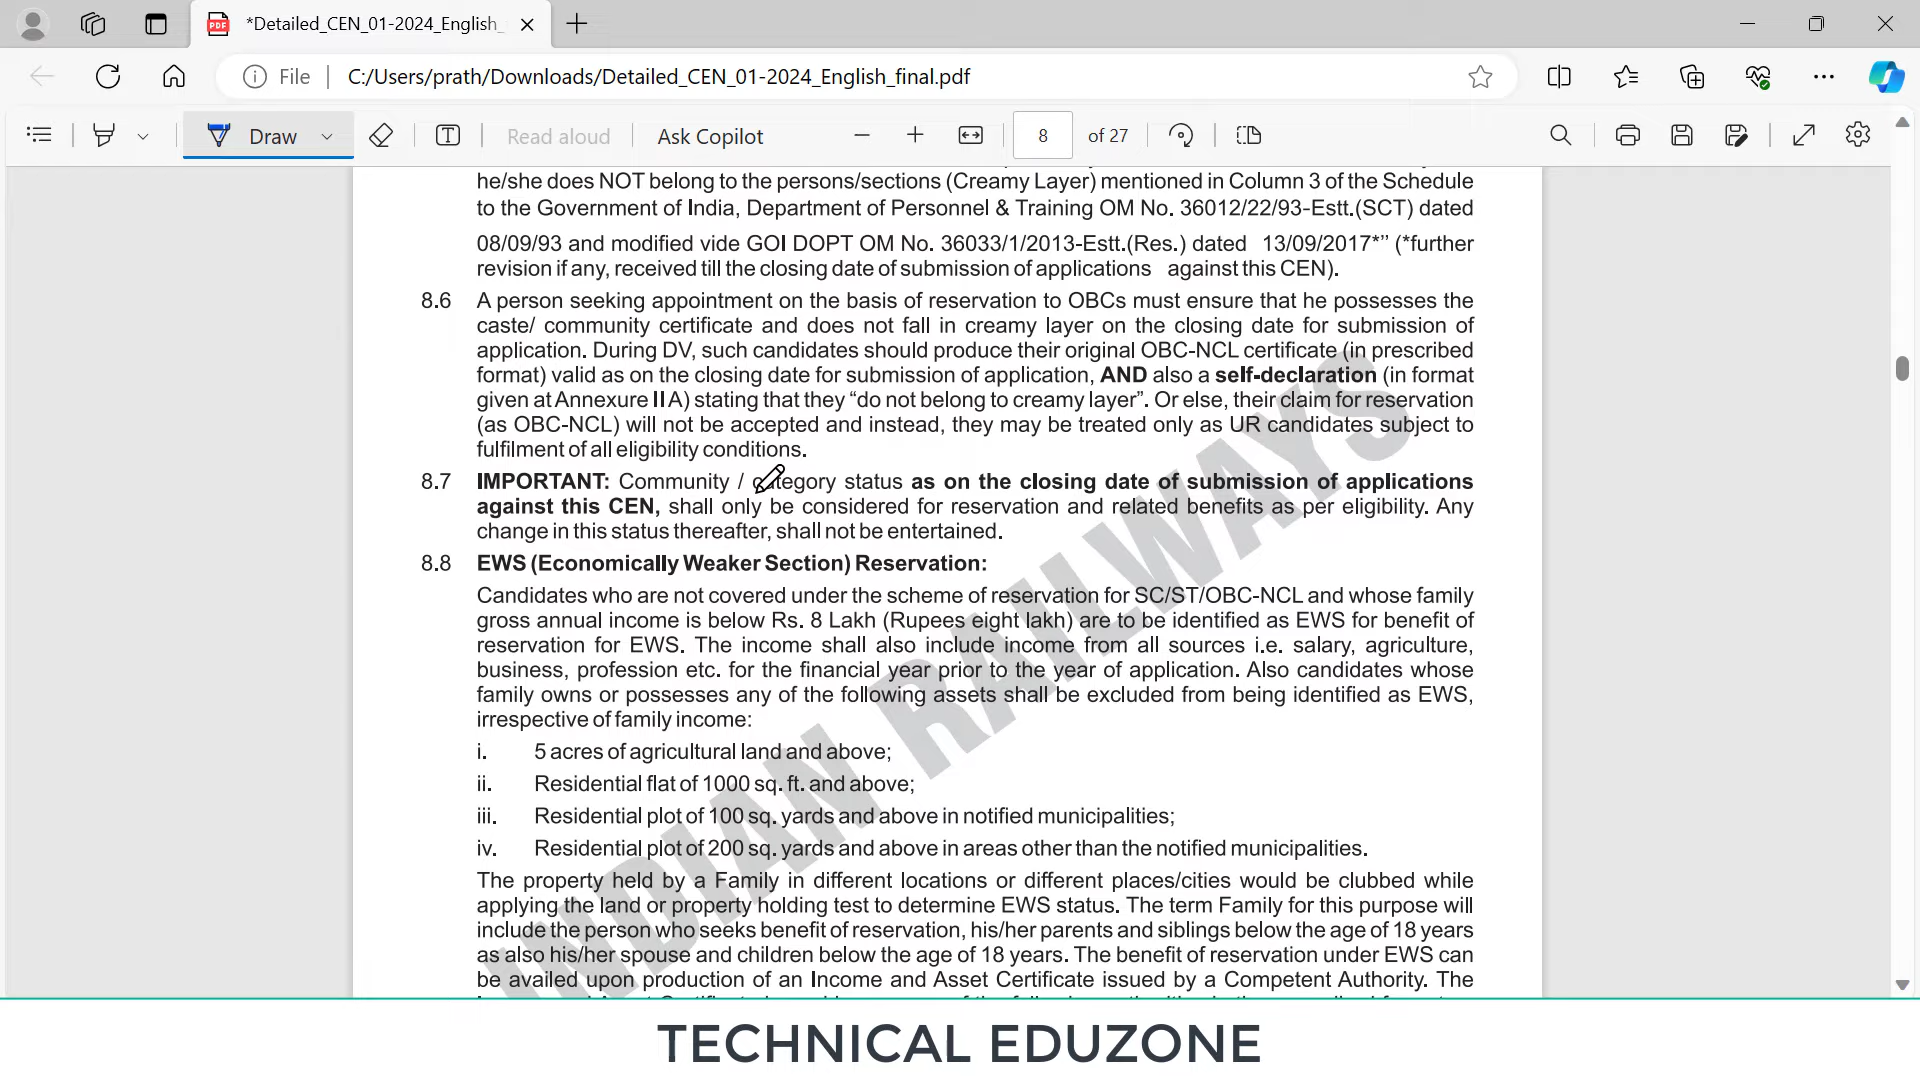 *Detailed_CEN_01-2024_English_
File
C:/Users/prath/Downloads/Detailed_CEN_01-2024_English_final.pdf
Draw
Read aloud
Ask Copilot
8
of 27
he/she does NOT belong to the persons/sections (Creamy Layer) mentioned in Column 3 of the Schedule
to the Government of India, Department of Personnel & Training OM No. 36012/22/93-Estt.(SCT) dated
08/09/93 and modified vide GOI DOPT OM No. 36033/1/2013-Estt.(Res.) dated 13/09/2017*'' (*further
revision if any, received till the closing date of submission of applications against this CEN).
8.6 A person seeking appointment on the basis of reservation to OBCs must ensure that he possesses the
caste/ community certificate and does not fall in creamy layer on the closing date for submission of
application. During DV, such candidates should produce their original OBC-NCL certificate (in prescribed
format) valid as on the closing date for submission of application, AND also a self-declaration (in format
given at Annexure IIA) stating that they “do not belong to creamy layer”. Or else, their claim for reservation
(as OBC-NCL) will not be accepted and instead, they may be treated only as UR candidates subject to
fulfilment of all eligibility conditions.
8.7 IMPORTANT: Community / category status as on the closing date of submission of applications
against this CEN, shall only be considered for reservation and related benefits as per eligibility. Any
change in this status thereafter, shall not be entertained.
8.8 EWS (Economically Weaker Section) Reservation:
Candidates who are not covered under the scheme of reservation for SC/ST/OBC-NCL and whose family
gross annual income is below Rs. 8 Lakh (Rupees eight lakh) are to be identified as EWS for benefit of
reservation for EWS. The income shall also include income from all sources i.e. salary, agriculture,
business, profession etc. for the financial year prior to the year of application. Also candidates whose
family owns or possesses any of the following assets shall be excluded from being identified as EWS,
irrespective of family income:
i. 5 acres of agricultural land and above;
ii. Residential flat of 1000 sq. ft. and above;
iii. Residential plot of 100 sq. yards and above in notified municipalities;
iv. Residential plot of 200 sq. yards and above in areas other than the notified municipalities.
The property held by a Family in different locations or different places/cities would be clubbed while
applying the land or property holding test to determine EWS status. The term Family for this purpose will
include the person who seeks benefit of reservation, his/her parents and siblings below the age of 18 years
as also his/her spouse and children below the age of 18 years. The benefit of reservation under EWS can
be availed upon production of an Income and Asset Certificate issued by a Competent Authority. The
INDIAN RAILWAYS
TECHNICAL EDUZONE